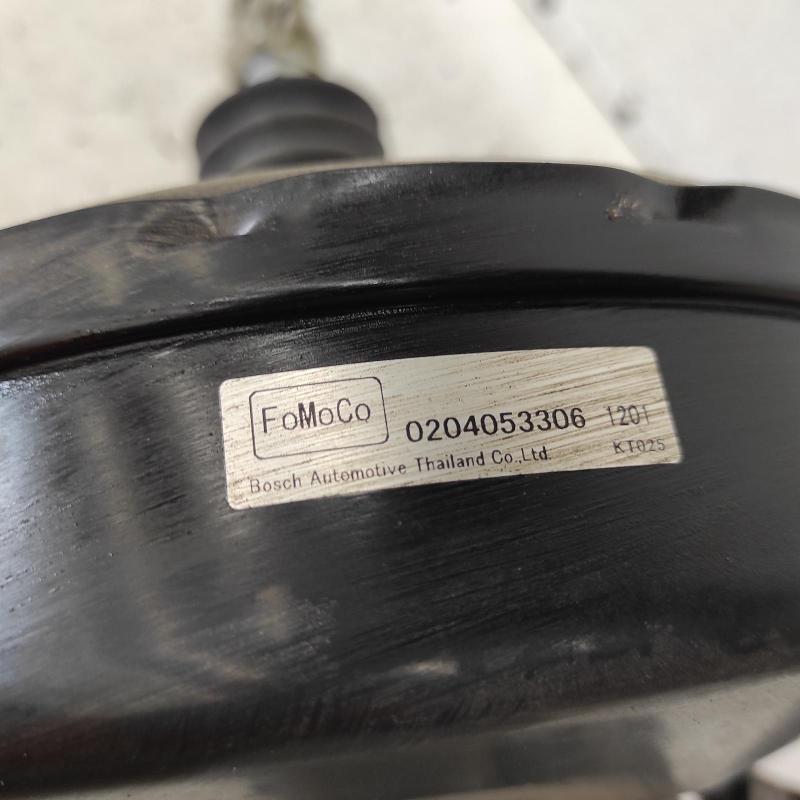 FoMoCo 0204053306 1201
Bosch Automotive Thailand Co.,Ltd. KT025